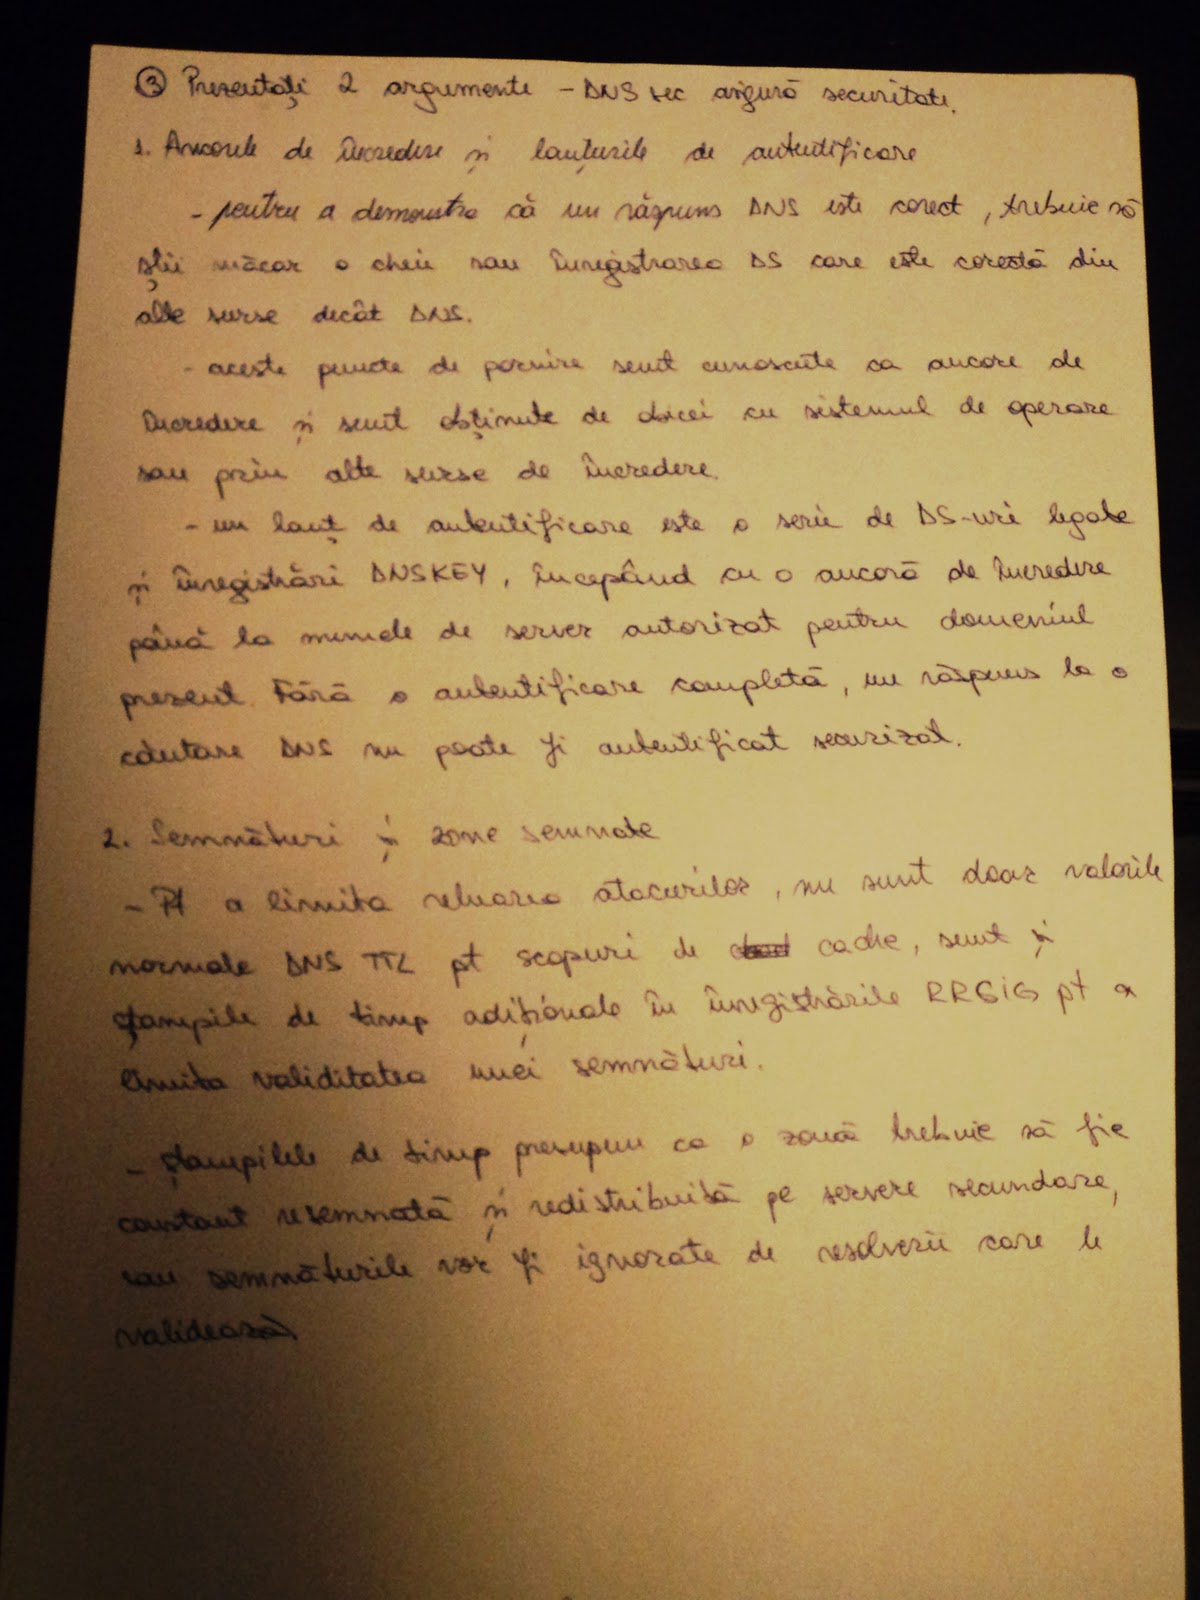 ③ Prezentați 2 argumente – DNS sec asigură securitate.
1. Ancorele de încredere și lanțurile de autentificare
- pentru a demonstra că un răspuns DNS este corect, trebuie să
știi măcar o cheie sau înregistrarea DS care este corectă din
alte surse decât DNS.
- aceste puncte de pornire sunt cunoscute ca ancore de
încredere și sunt obținute de obicei cu sistemul de operare
sau prin alte surse de încredere.
- un lanț de autentificare este o serie de DS-uri legate
și înregistrări DNSKEY, începând cu o ancoră de încredere
până la numele de server autorizat pentru domeniul
prezent. Fără o autentificare completă, un răspuns la o
căutare DNS nu poate fi autentificat securizat.
2. Semnături și zone semnate
- Pt a limita reluarea atacurilor, nu sunt doar valorile
normale DNS TTL pt scopuri de cache, sunt și
ștampile de timp adiționale în înregistrările RRSIG pt a
limita validitatea unei semnături.
- ștampilele de timp presupun ca o zonă trebuie să fie
constant resemnată și redistribuită pe servere secundare,
sau semnăturile vor fi ignorate de resolverii care le
validează.